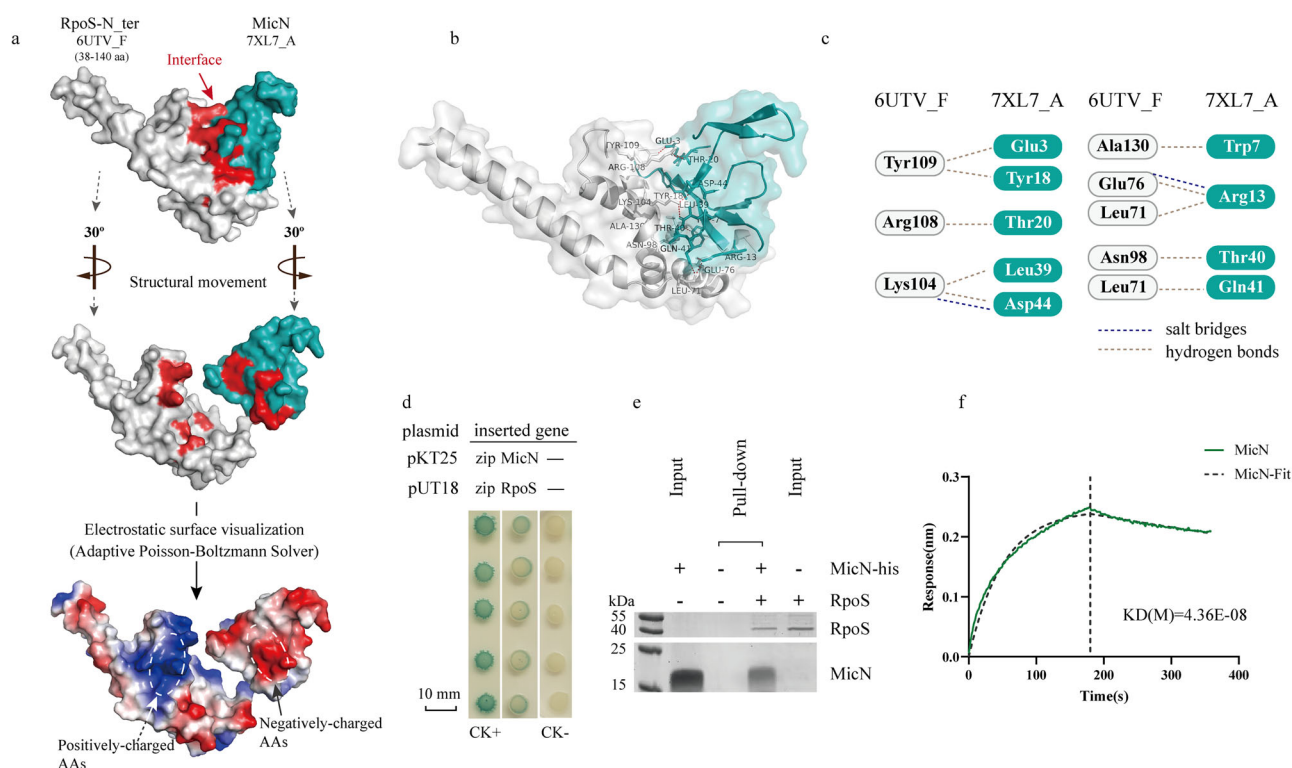 a
RpoS-N_ter
6UTV_F
(38-140 aa)
MicN
7XL7_A
Interface
30º
30º
Structural movement
Electrostatic surface visualization
(Adaptive Poisson-Boltzmann Solver)
Positively-charged
AAs
Negatively-charged
AAs
b
TYR-109
GLU-3
ARG-108
THR-20
ASP-44
LYS-104
TYR-18
LEU-39
ALA-130
THR-40
ASN-98
GLN-41
ARG-13
GLU-76
LEU-71
c
6UTV_F 7XL7_A 6UTV_F 7XL7_A
Tyr109
Glu3
Tyr18
Arg108
Thr20
Lys104
Leu39
Asp44
Ala130
Trp7
Glu76
Arg13
Leu71
Asn98
Thr40
Leu71
Gln41
salt bridges
hydrogen bonds
d
plasmid inserted gene
pKT25 zip MicN —
pUT18 zip RpoS —
10 mm
CK+ CK-
e
Input
Pull-down
Input
+ - + - MicN-his
- - + + RpoS
kDa
55
40
RpoS
25
15
MicN
f
MicN
MicN-Fit
Response(nm)
0.3
0.2
0.1
0.0
KD(M)=4.36E-08
0 100 200 300 400
Time(s)